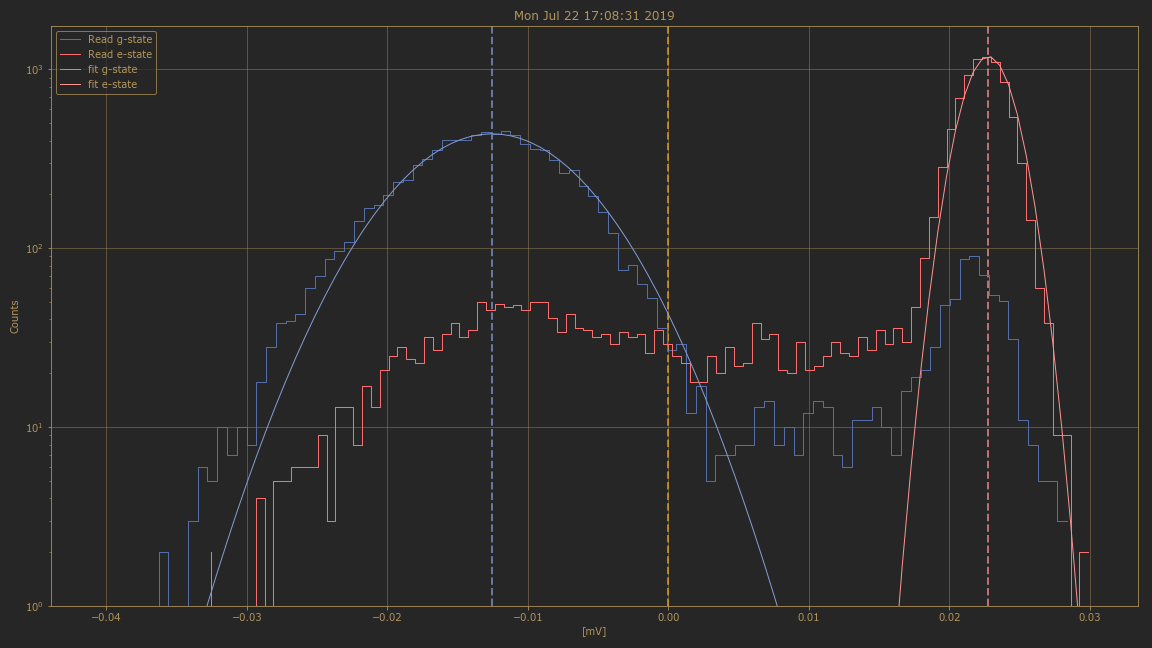 Mon Jul 22 17:08:31 2019
Read g-state
Read e-state
fit g-state
fit e-state
Counts
10³
10²
10¹
10⁰
−0.04 −0.03 −0.02 −0.01 0.00 0.01 0.02 0.03
[mV]